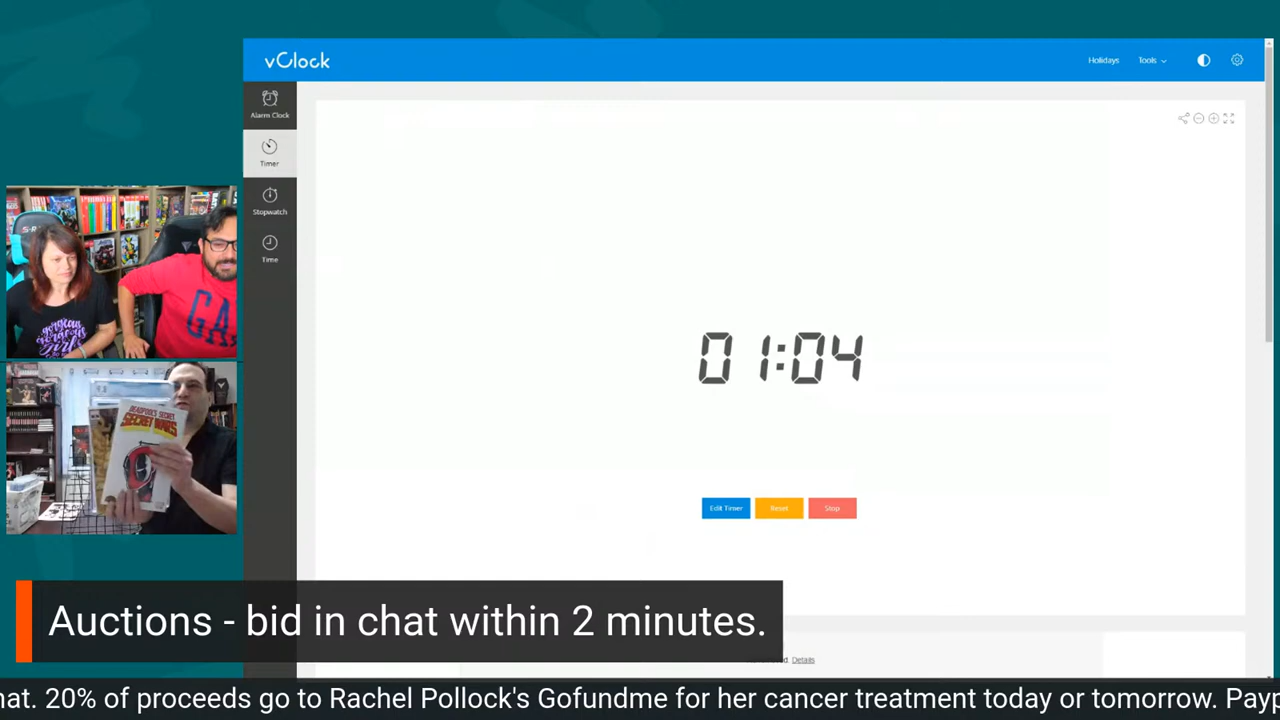 vClock
Holidays
Tools
Alarm Clock
Timer
Stopwatch
Time
01:04
Edit Timer
Reset
Stop
Details
GAP
DEADPOOL'S SECRET
SECRET WARS
Auctions - bid in chat within 2 minutes.
hat. 20% of proceeds go to Rachel Pollock's Gofundme for her cancer treatment today or tomorrow. Payp